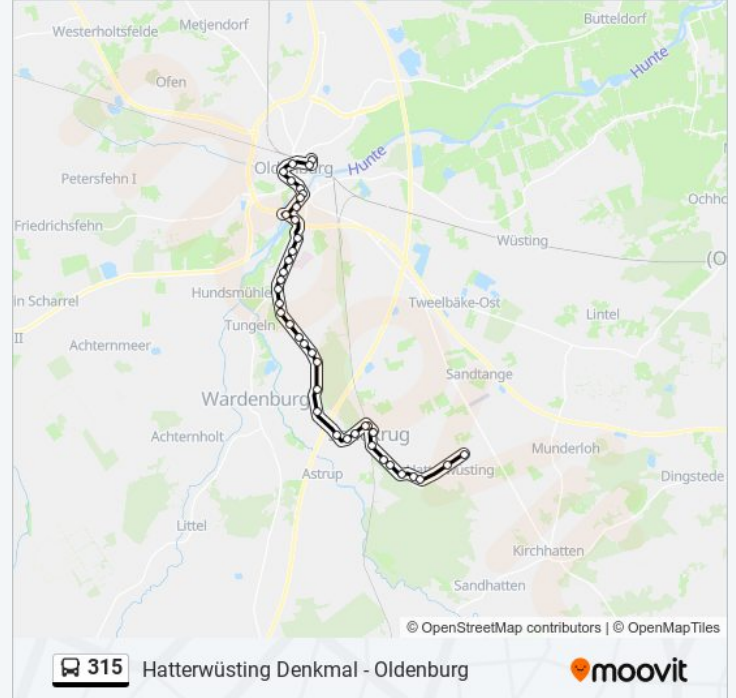 Butteldorf
Metjendorf
Westerholtsfelde
Hunte
Ofen
Hunte
Petersfehn I
Ochho
Friedrichsfehn
Wüsting
(O
in Scharrel
Hundsmühle
Tweelbäke-Ost
Lintel
Tungeln
II
Achternmeer
Sandtange
Wardenburg
Achternholt
Munderloh
Astrup
Dingstede
Littel
Kirchhatten
Sandhatten
© OpenStreetMap contributors | © OpenMapTiles
315 Hatterwüsting Denkmal - Oldenburg
moovit